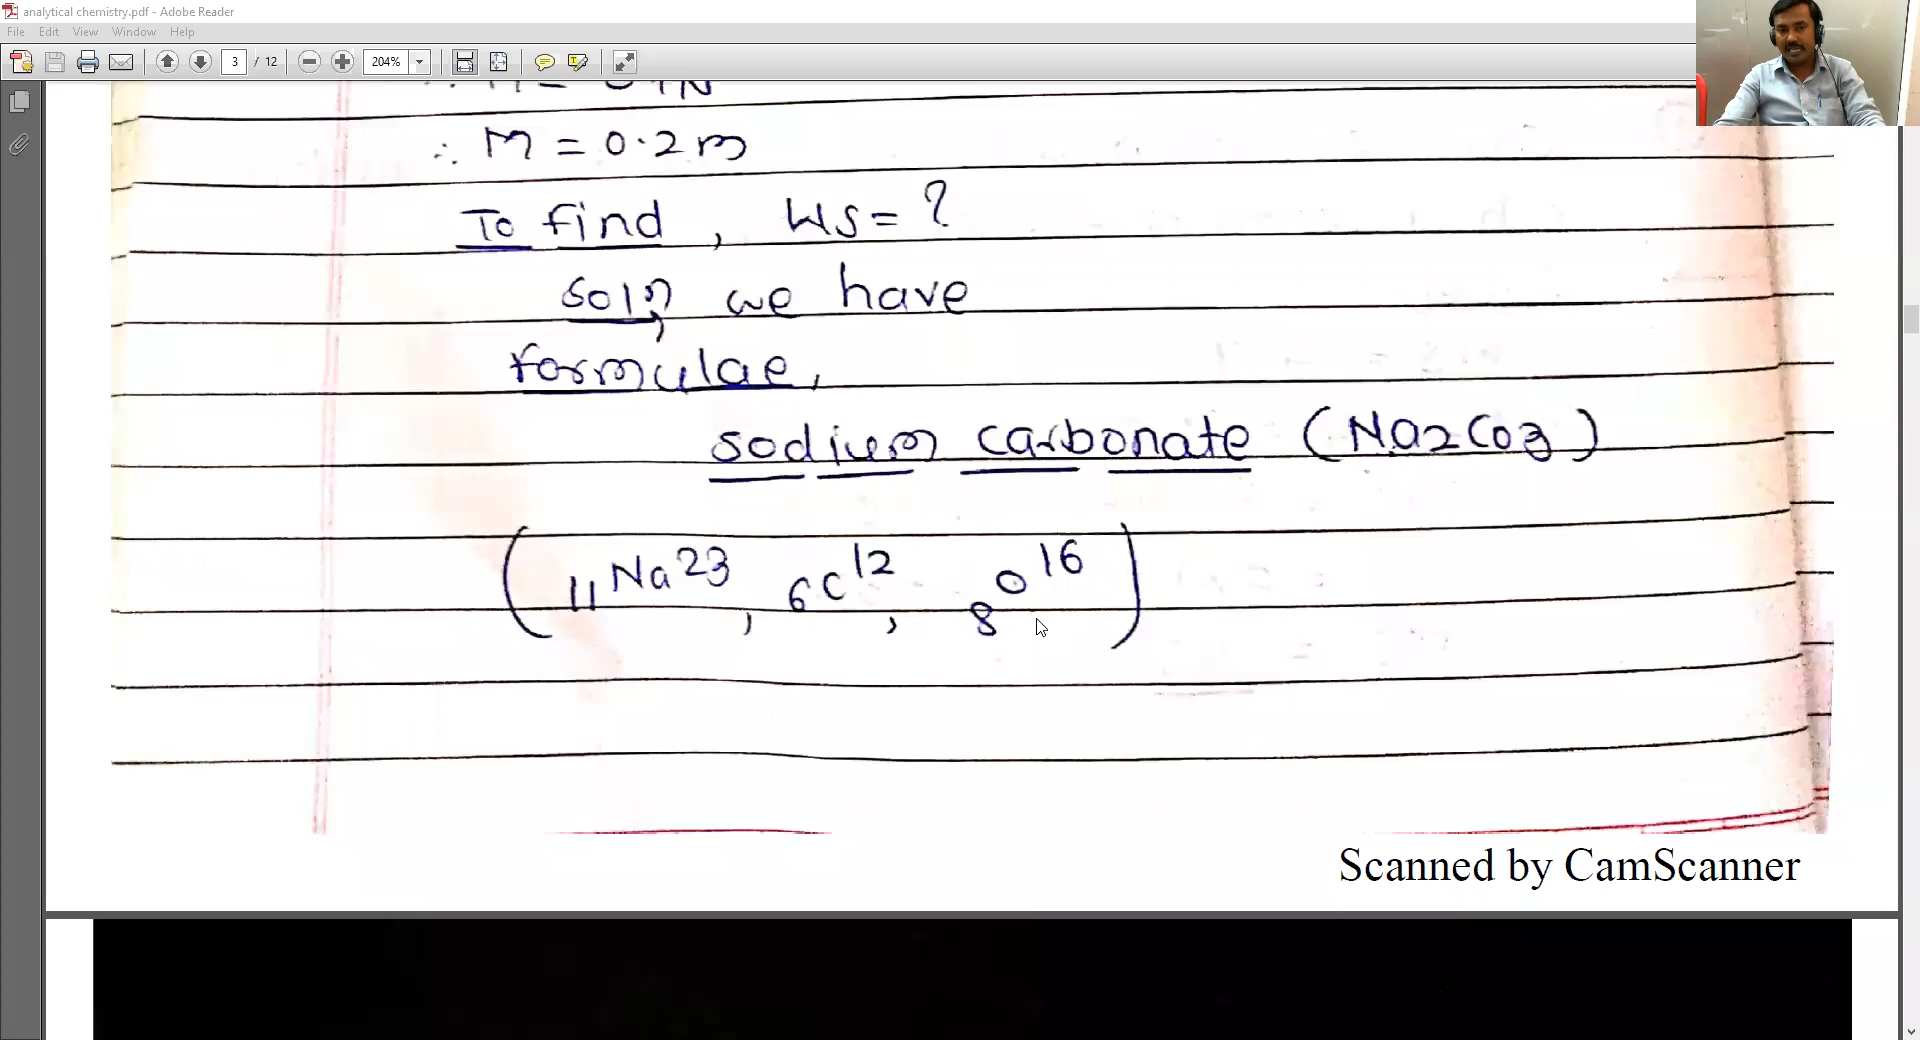 analytical chemistry.pdf - Adobe Reader
File Edit View Window Help
3 / 12 204%
∴ M = 0.2 m
To find, Ws = ?
soln, we have
formulae,
sodium carbonate (Na2CO3)
( 11Na23, 6C12, 8O16 )
Scanned by CamScanner